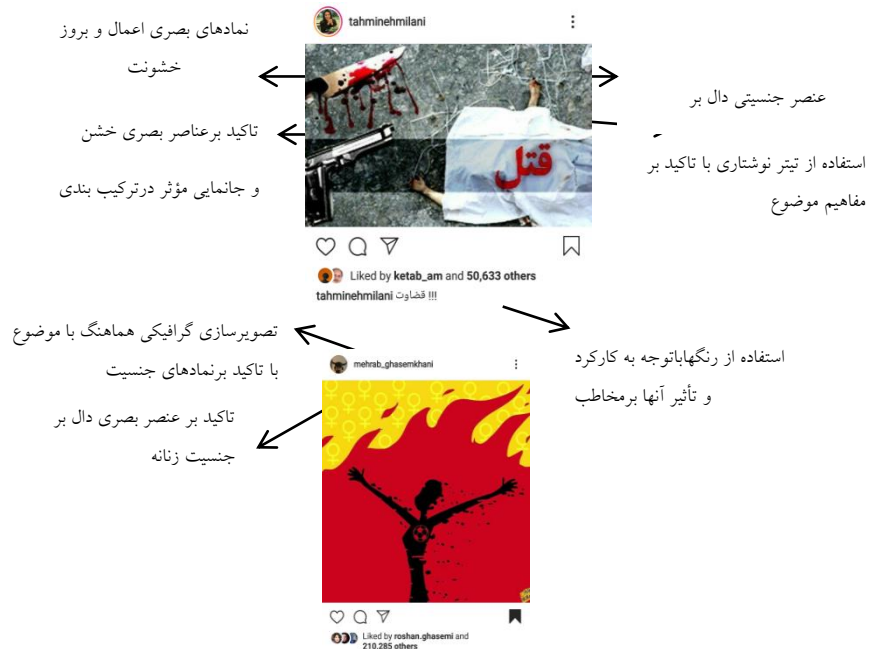 نمادهای بصری اعمال و بروز
خشونت
تاکید برعناصر بصری خشن
و جانمایی مؤثر درترکیب بندی
tahminehmilani
قتل
Liked by ketab_am and 50,633 others
tahminehmilani قضاوت !!!
عنصر جنسیتی دال بر
استفاده از تیتر نوشتاری با تاکید بر
مفاهیم موضوع
تصویرسازی گرافیکی هماهنگ با موضوع
با تاکید برنمادهای جنسیت
تاکید بر عنصر بصری دال بر
جنسیت زنانه
mehrab_ghasemkhani
Liked by roshan.ghasemi and
210,285 others
استفاده از رنگهاباتوجه به کارکرد
و تأثیر آنها برمخاطب